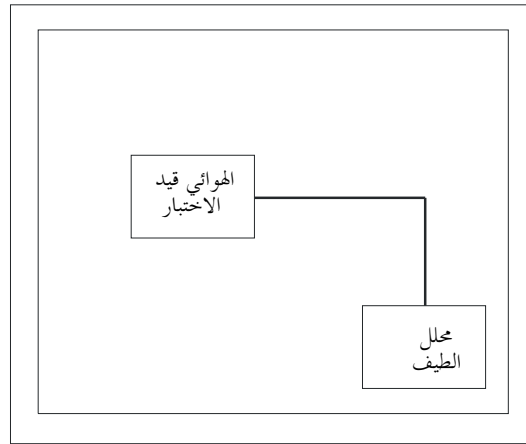 الهوائي قيد
الاختبار
محلل
الطيف